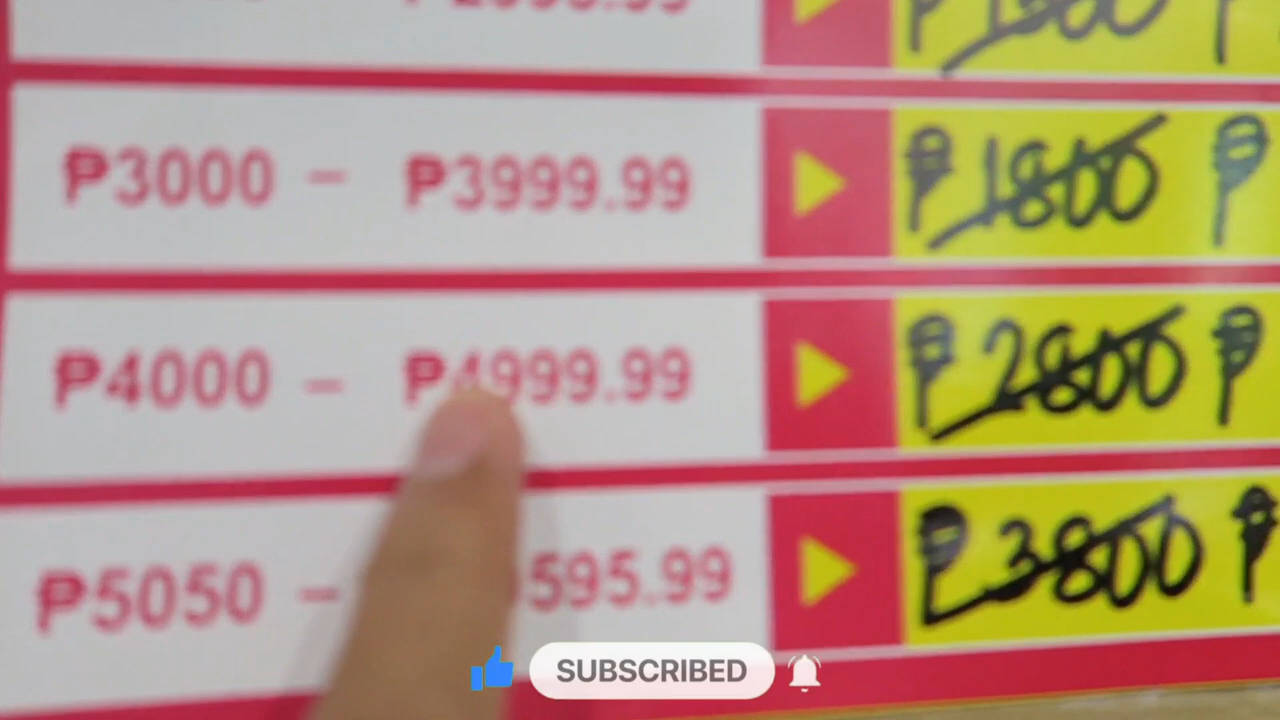 ₱3000 – ₱3999.99 ₱1800 ₱
₱4000 – ₱4999.99 ₱2800 ₱
₱5050 – 595.99 ₱3800 ₱
SUBSCRIBED